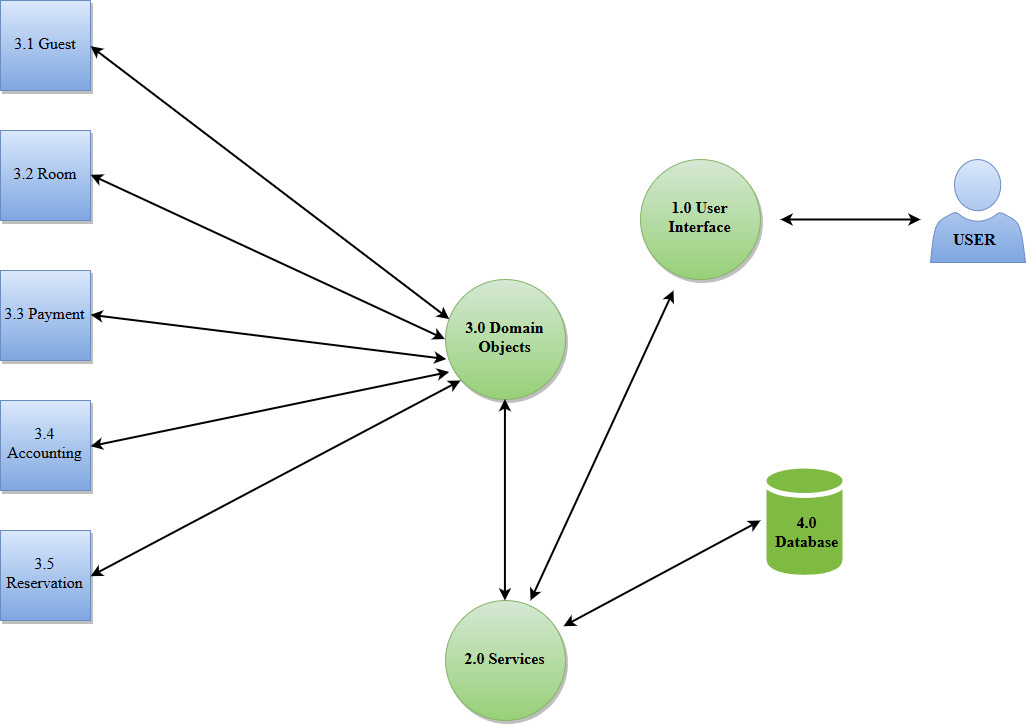 3.1 Guest
3.2 Room
3.3 Payment
3.4
Accounting
3.5
Reservation
3.0 Domain
Objects
2.0 Services
1.0 User
Interface
USER
4.0
Database